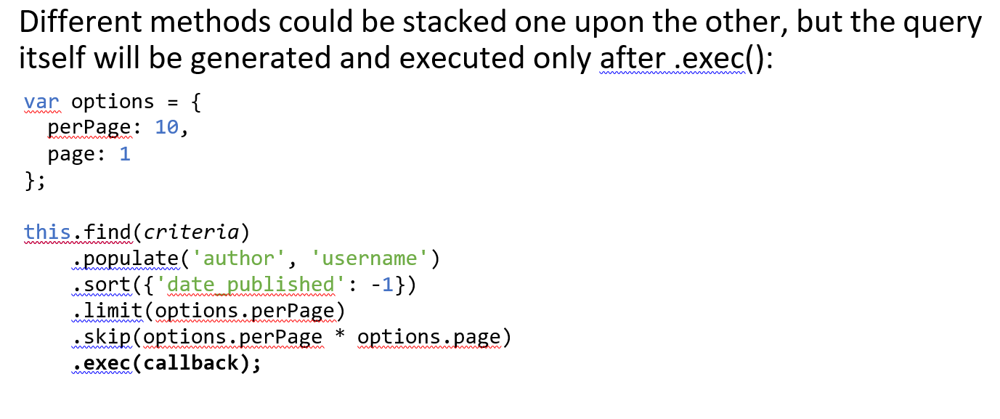 Different methods could be stacked one upon the other, but the query
itself will be generated and executed only after .exec():
var options = {
  perPage: 10,
  page: 1
};

this.find(criteria)
    .populate('author', 'username')
    .sort({'date_published': -1})
    .limit(options.perPage)
    .skip(options.perPage * options.page)
    .exec(callback);